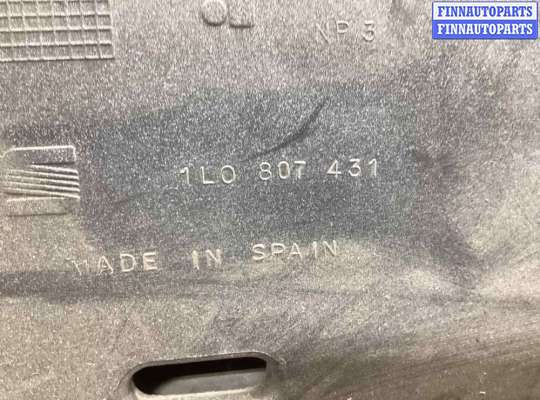 FINNAUTOPARTS
FINNAUTOPARTS
NP 3
1L0 807 431
MADE IN SPAIN